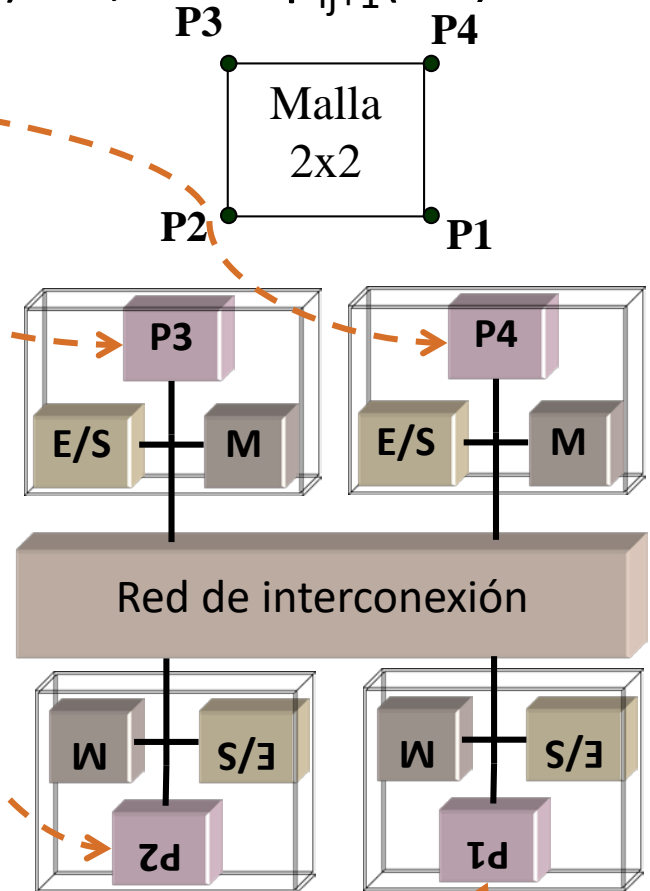 P3 P4
Malla
2x2
P2 P1
P3 P4
E/S M E/S M
Red de interconexión
M E/S M E/S
P2 P1